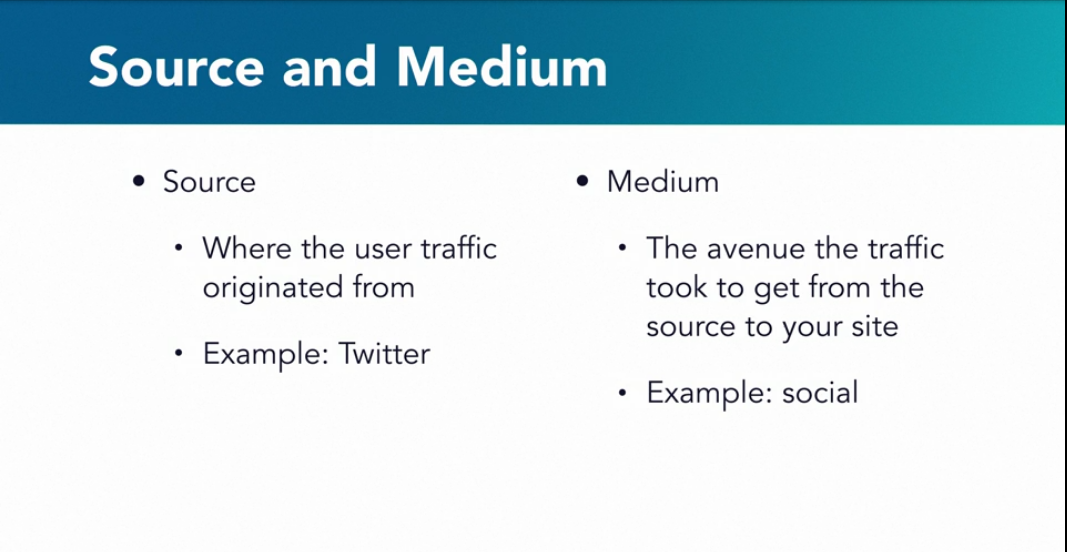 Source and Medium
• Source
• Where the user traffic
originated from
• Example: Twitter
• Medium
• The avenue the traffic
took to get from the
source to your site
• Example: social